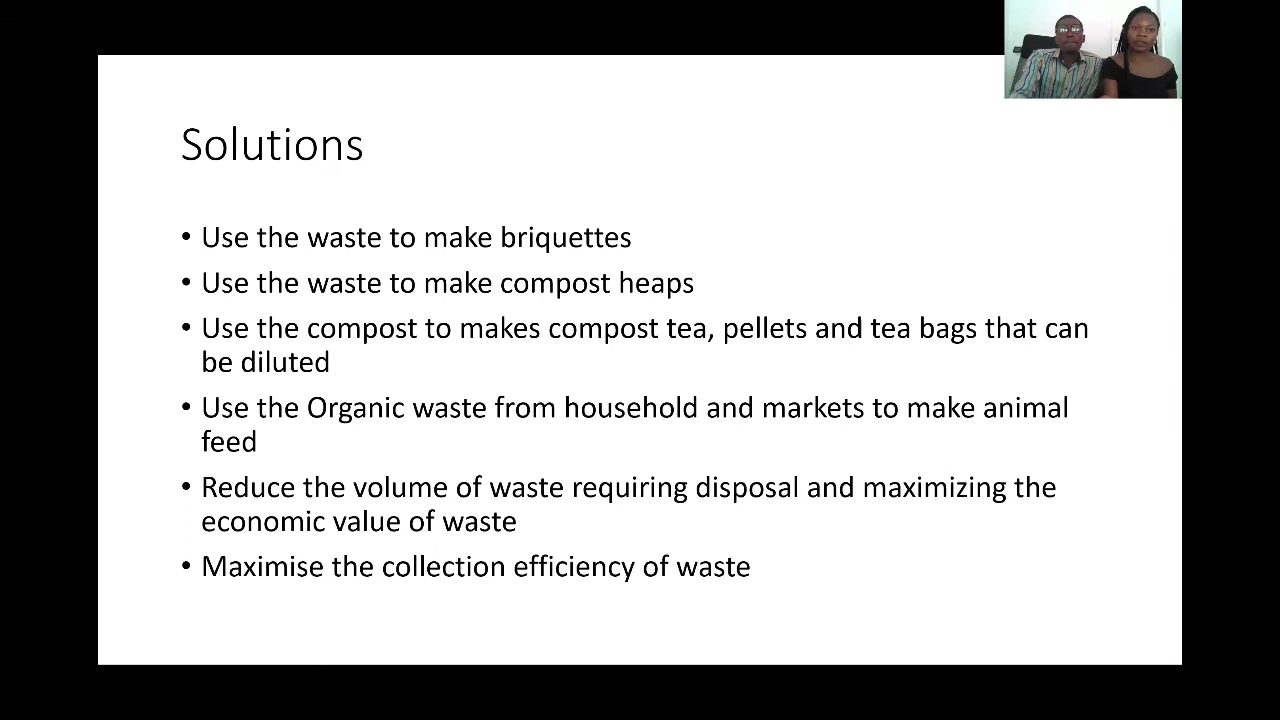 Solutions
• Use the waste to make briquettes
• Use the waste to make compost heaps
• Use the compost to makes compost tea, pellets and tea bags that can
be diluted
• Use the Organic waste from household and markets to make animal
feed
• Reduce the volume of waste requiring disposal and maximizing the
economic value of waste
• Maximise the collection efficiency of waste